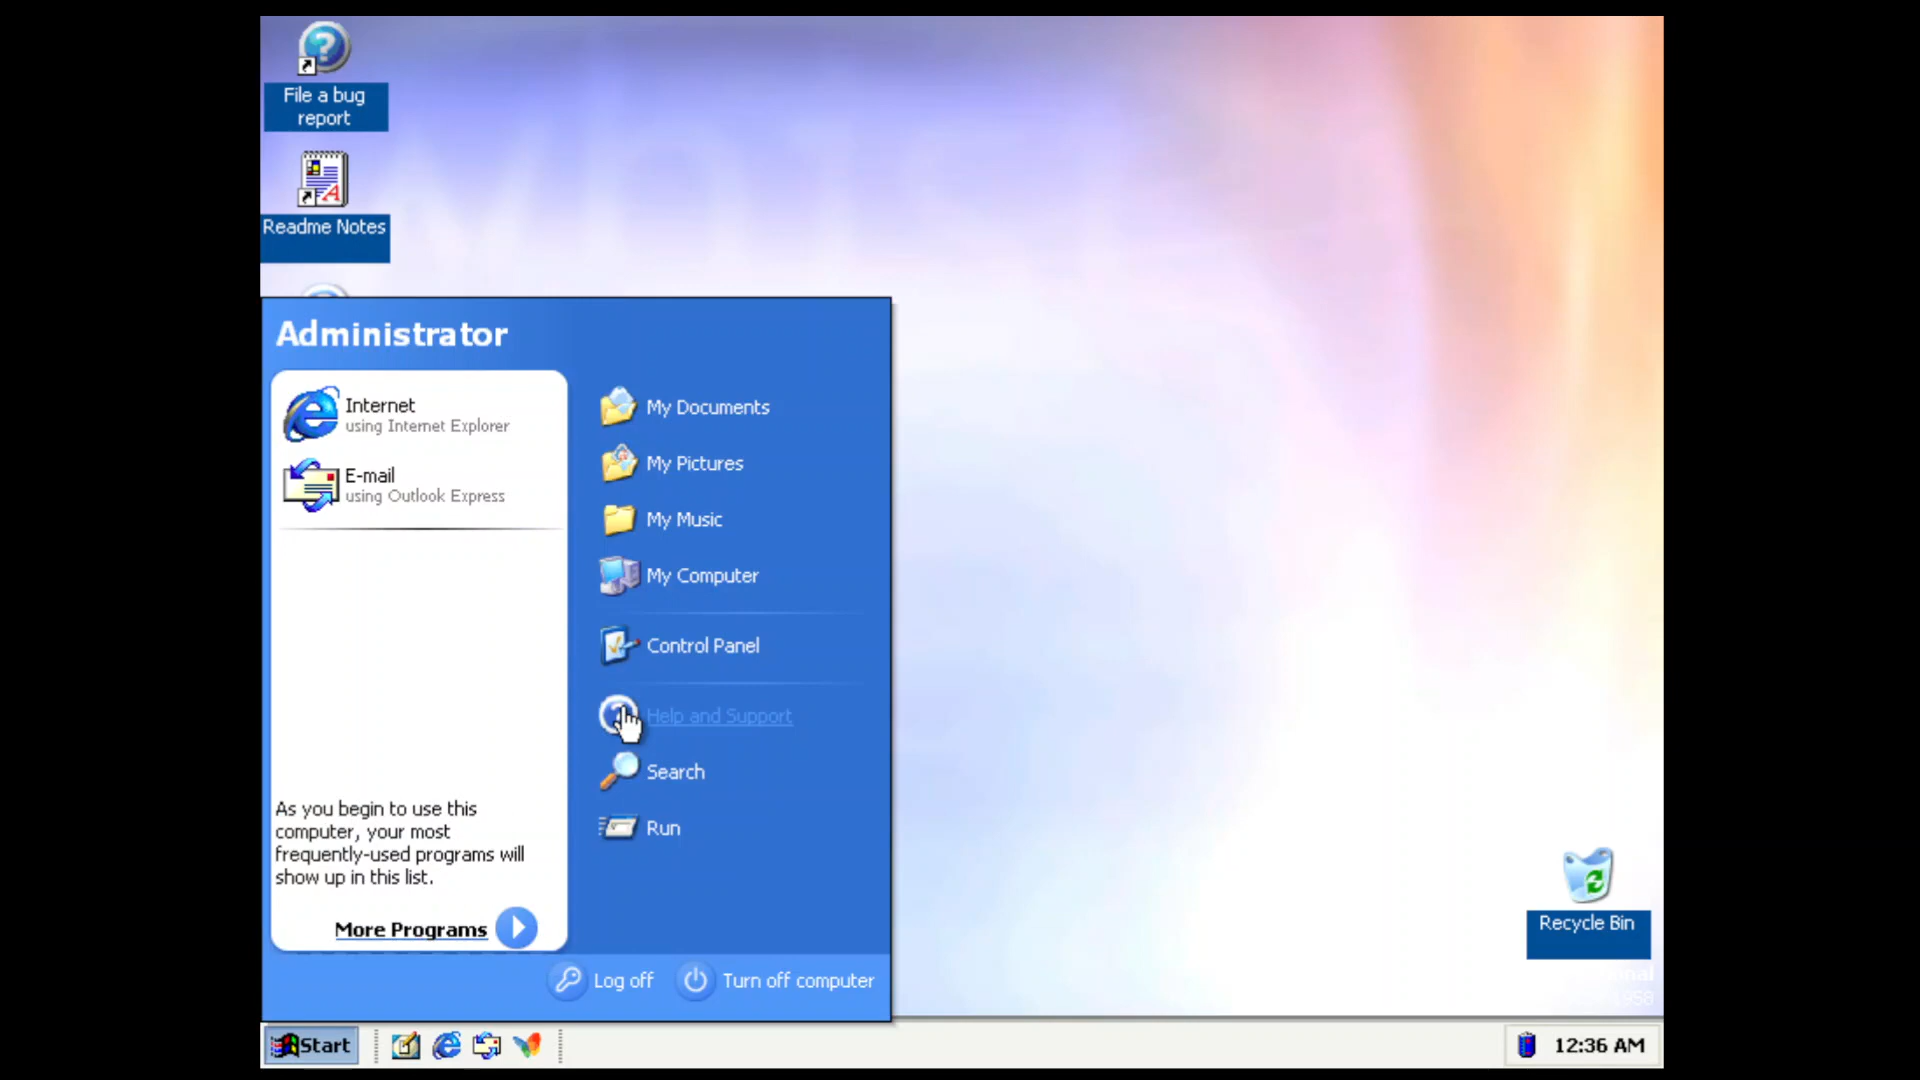 File a bug
report
Readme Notes
Administrator
Internet
using Internet Explorer
E-mail
using Outlook Express
As you begin to use this
computer, your most
frequently-used programs will
show up in this list.
More Programs
My Documents
My Pictures
My Music
My Computer
Control Panel
Help and Support
Search
Run
Log off
Turn off computer
Recycle Bin
Start
12:36 AM